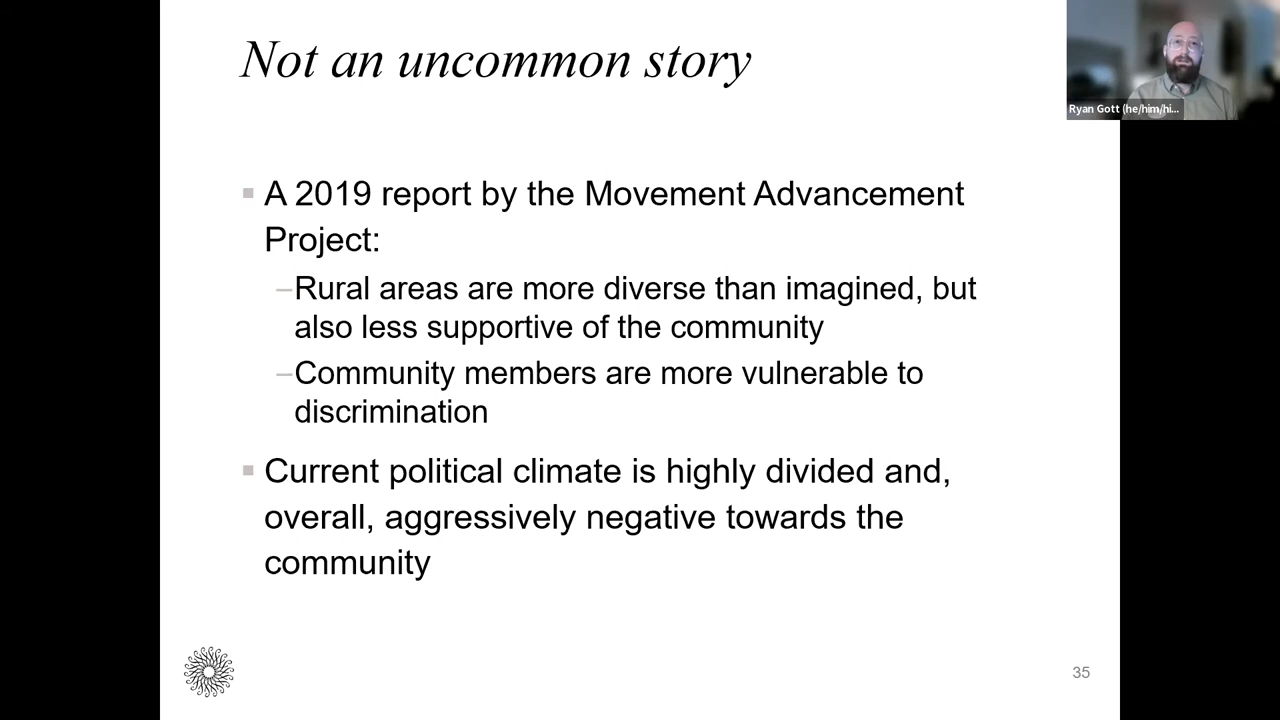 Not an uncommon story
Ryan Gott (he/him/hi...
A 2019 report by the Movement Advancement
Project:
–Rural areas are more diverse than imagined, but
also less supportive of the community
–Community members are more vulnerable to
discrimination
Current political climate is highly divided and,
overall, aggressively negative towards the
community
35